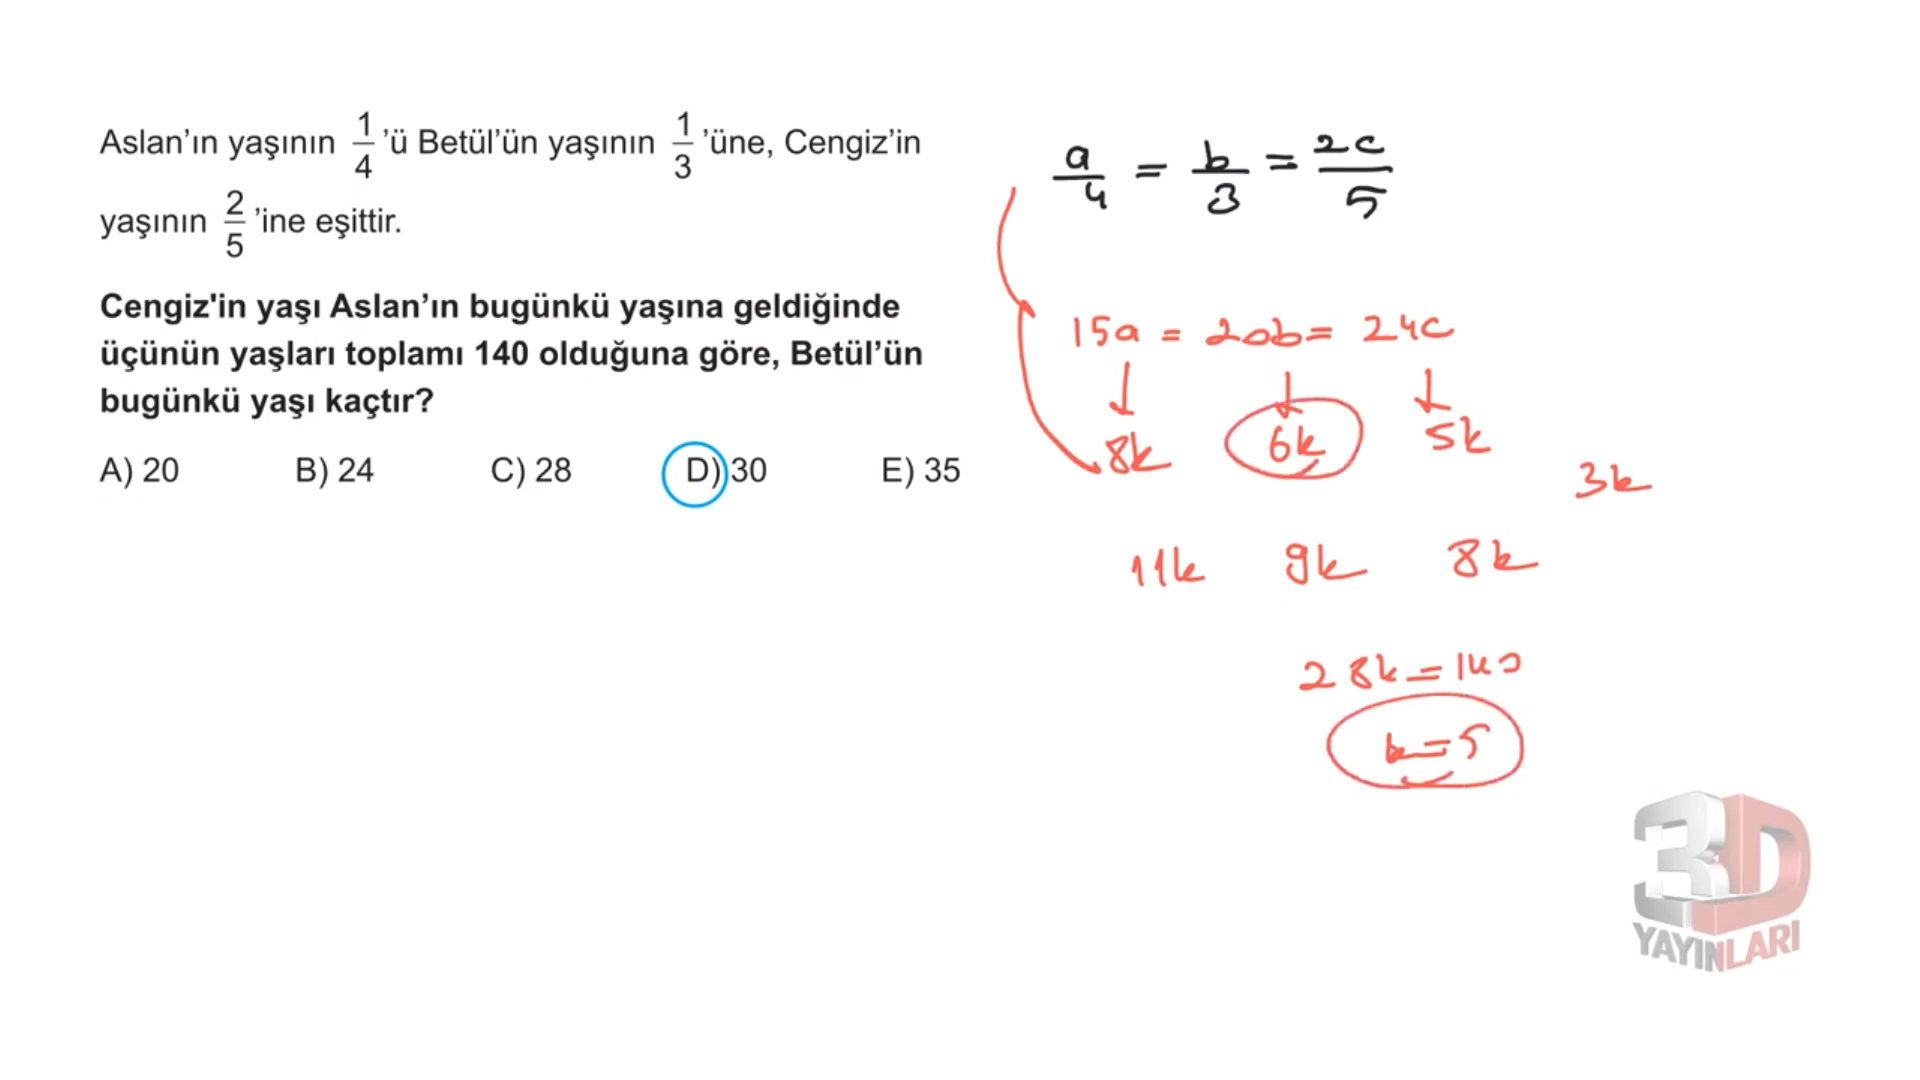 Aslan’ın yaşının 1/4 ’ü Betül’ün yaşının 1/3 ’üne, Cengiz’in
yaşının 2/5 ’ine eşittir.
Cengiz'in yaşı Aslan’ın bugünkü yaşına geldiğinde
üçünün yaşları toplamı 140 olduğuna göre, Betül’ün
bugünkü yaşı kaçtır?
A) 20 B) 24 C) 28 D) 30 E) 35
a/4 = b/3 = 2c/5
15a = 20b = 24c
8k 6k 5k
3k
11k 9k 8k
28k = 140
k = 5
3D
YAYINLARI